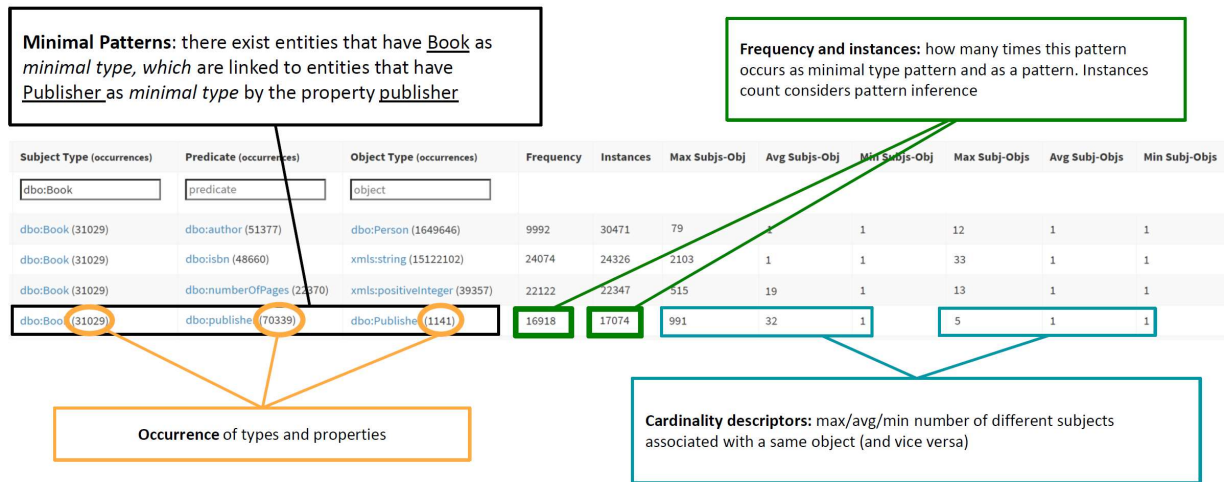 Minimal Patterns: there exist entities that have Book as
minimal type, which are linked to entities that have
Publisher as minimal type by the property publisher
Frequency and instances: how many times this pattern
occurs as minimal type pattern and as a pattern. Instances
count considers pattern inference
Subject Type (occurrences) Predicate (occurrences) Object Type (occurrences) Frequency Instances Max Subjs-Obj Avg Subjs-Obj Min Subjs-Obj Max Subj-Objs Avg Subj-Objs Min Subj-Objs
dbo:Book predicate object
dbo:Book (31029) dbo:author (51377) dbo:Person (1649646) 9992 30471 79 1 1 12 1 1
dbo:Book (31029) dbo:isbn (48660) xmls:string (15122102) 24074 24326 2103 1 1 33 1 1
dbo:Book (31029) dbo:numberOfPages (22370) xmls:positiveInteger (39357) 22122 22347 515 19 1 13 1 1
dbo:Book (31029) dbo:publisher (70339) dbo:Publisher (1141) 16918 17074 991 32 1 5 1 1
Occurrence of types and properties
Cardinality descriptors: max/avg/min number of different subjects
associated with a same object (and vice versa)